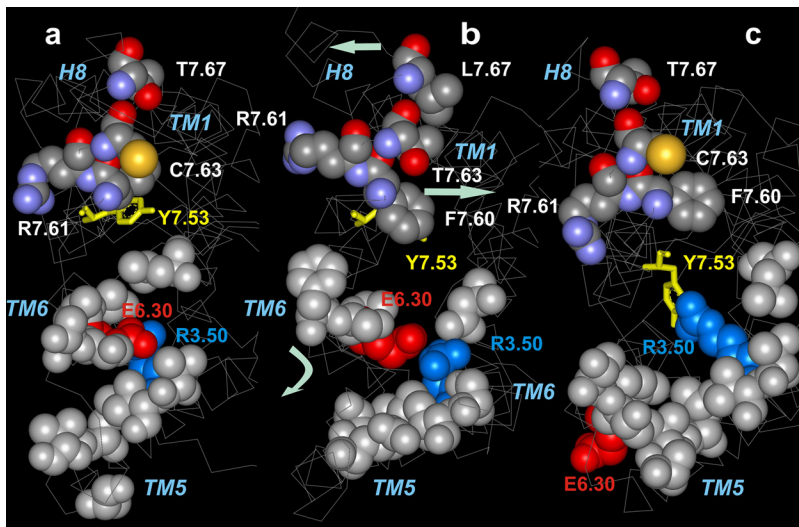 a
H8
T7.67
TM1
C7.63
R7.61
Y7.53
TM6
E6.30
R3.50
TM5
b
H8
L7.67
R7.61
TM1
T7.63
F7.60
Y7.53
TM6
E6.30
R3.50
TM6
TM5
c
H8
T7.67
TM1
C7.63
F7.60
R7.61
Y7.53
R3.50
E6.30
TM5